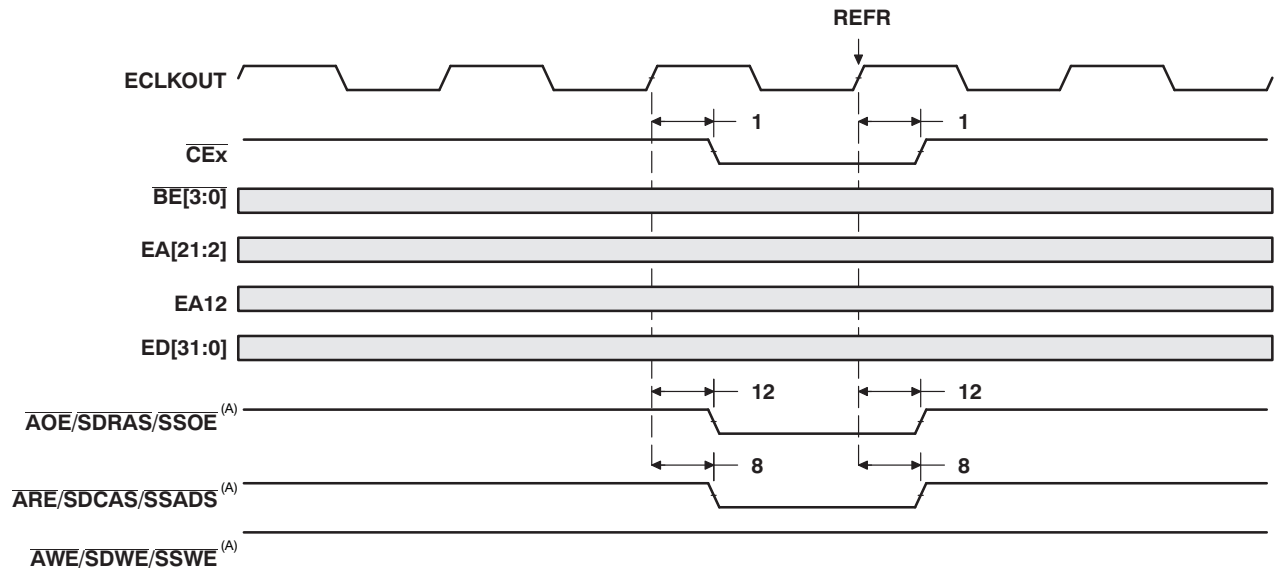 REFR
ECLKOUT
1 1
CEx
BE[3:0]
EA[21:2]
EA12
ED[31:0]
12 12
AOE/SDRAS/SSOE (A)
8 8
ARE/SDCAS/SSADS (A)
AWE/SDWE/SSWE (A)